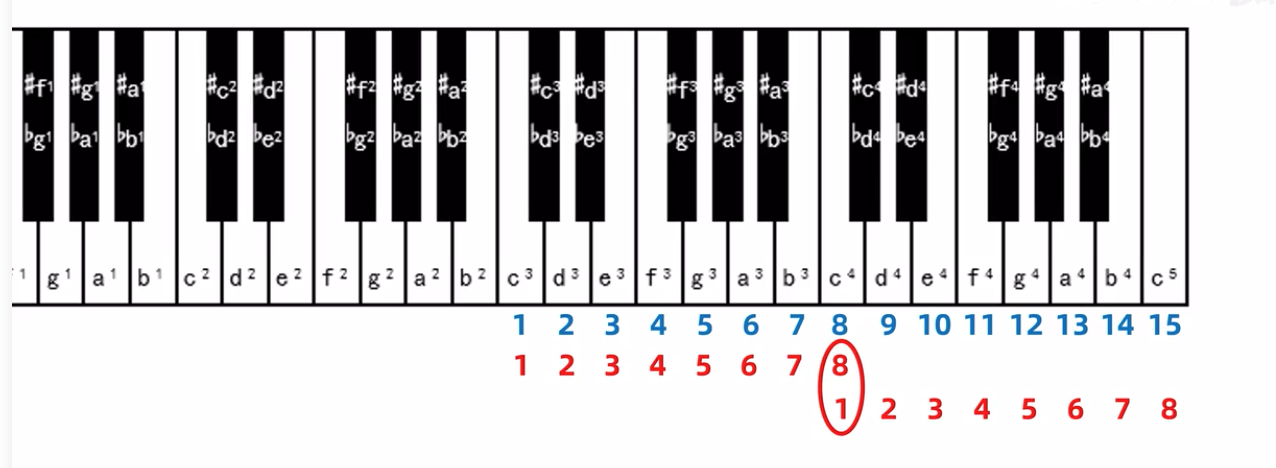 #f1 #g1 #a1 #c2 #d2 #f2 #g2 #a2 #c3 #d3 #f3 #g3 #a3 #c4 #d4 #f4 #g4 #a4
♭g1 ♭a1 ♭b1 ♭d2 ♭e2 ♭g2 ♭a2 ♭b2 ♭d3 ♭e3 ♭g3 ♭a3 ♭b3 ♭d4 ♭e4 ♭g4 ♭a4 ♭b4
1 g1 a1 b1 c2 d2 e2 f2 g2 a2 b2 c3 d3 e3 f3 g3 a3 b3 c4 d4 e4 f4 g4 a4 b4 c5
1 2 3 4 5 6 7 8 9 10 11 12 13 14 15
1 2 3 4 5 6 7 8
1 2 3 4 5 6 7 8